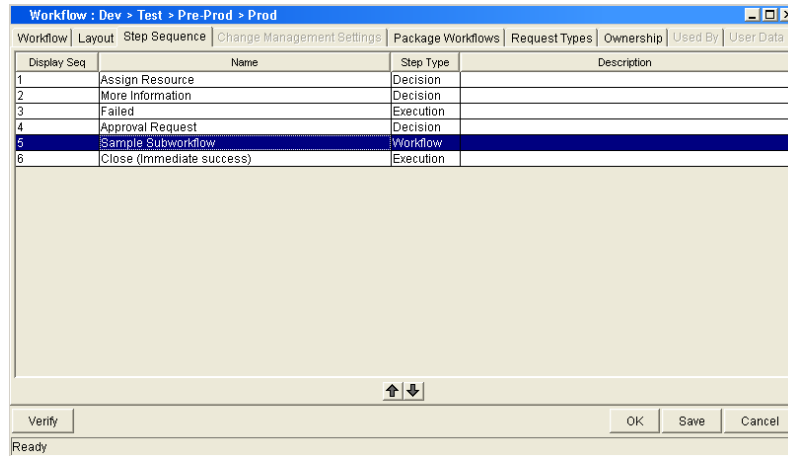 Workflow : Dev > Test > Pre-Prod > Prod
Workflow Layout Step Sequence Change Management Settings Package Workflows Request Types Ownership Used By User Data
Display Seq Name Step Type Description
1 Assign Resource Decision
2 More Information Decision
3 Failed Execution
4 Approval Request Decision
5 Sample Subworkflow Workflow
6 Close (Immediate success) Execution
Verify OK Save Cancel
Ready